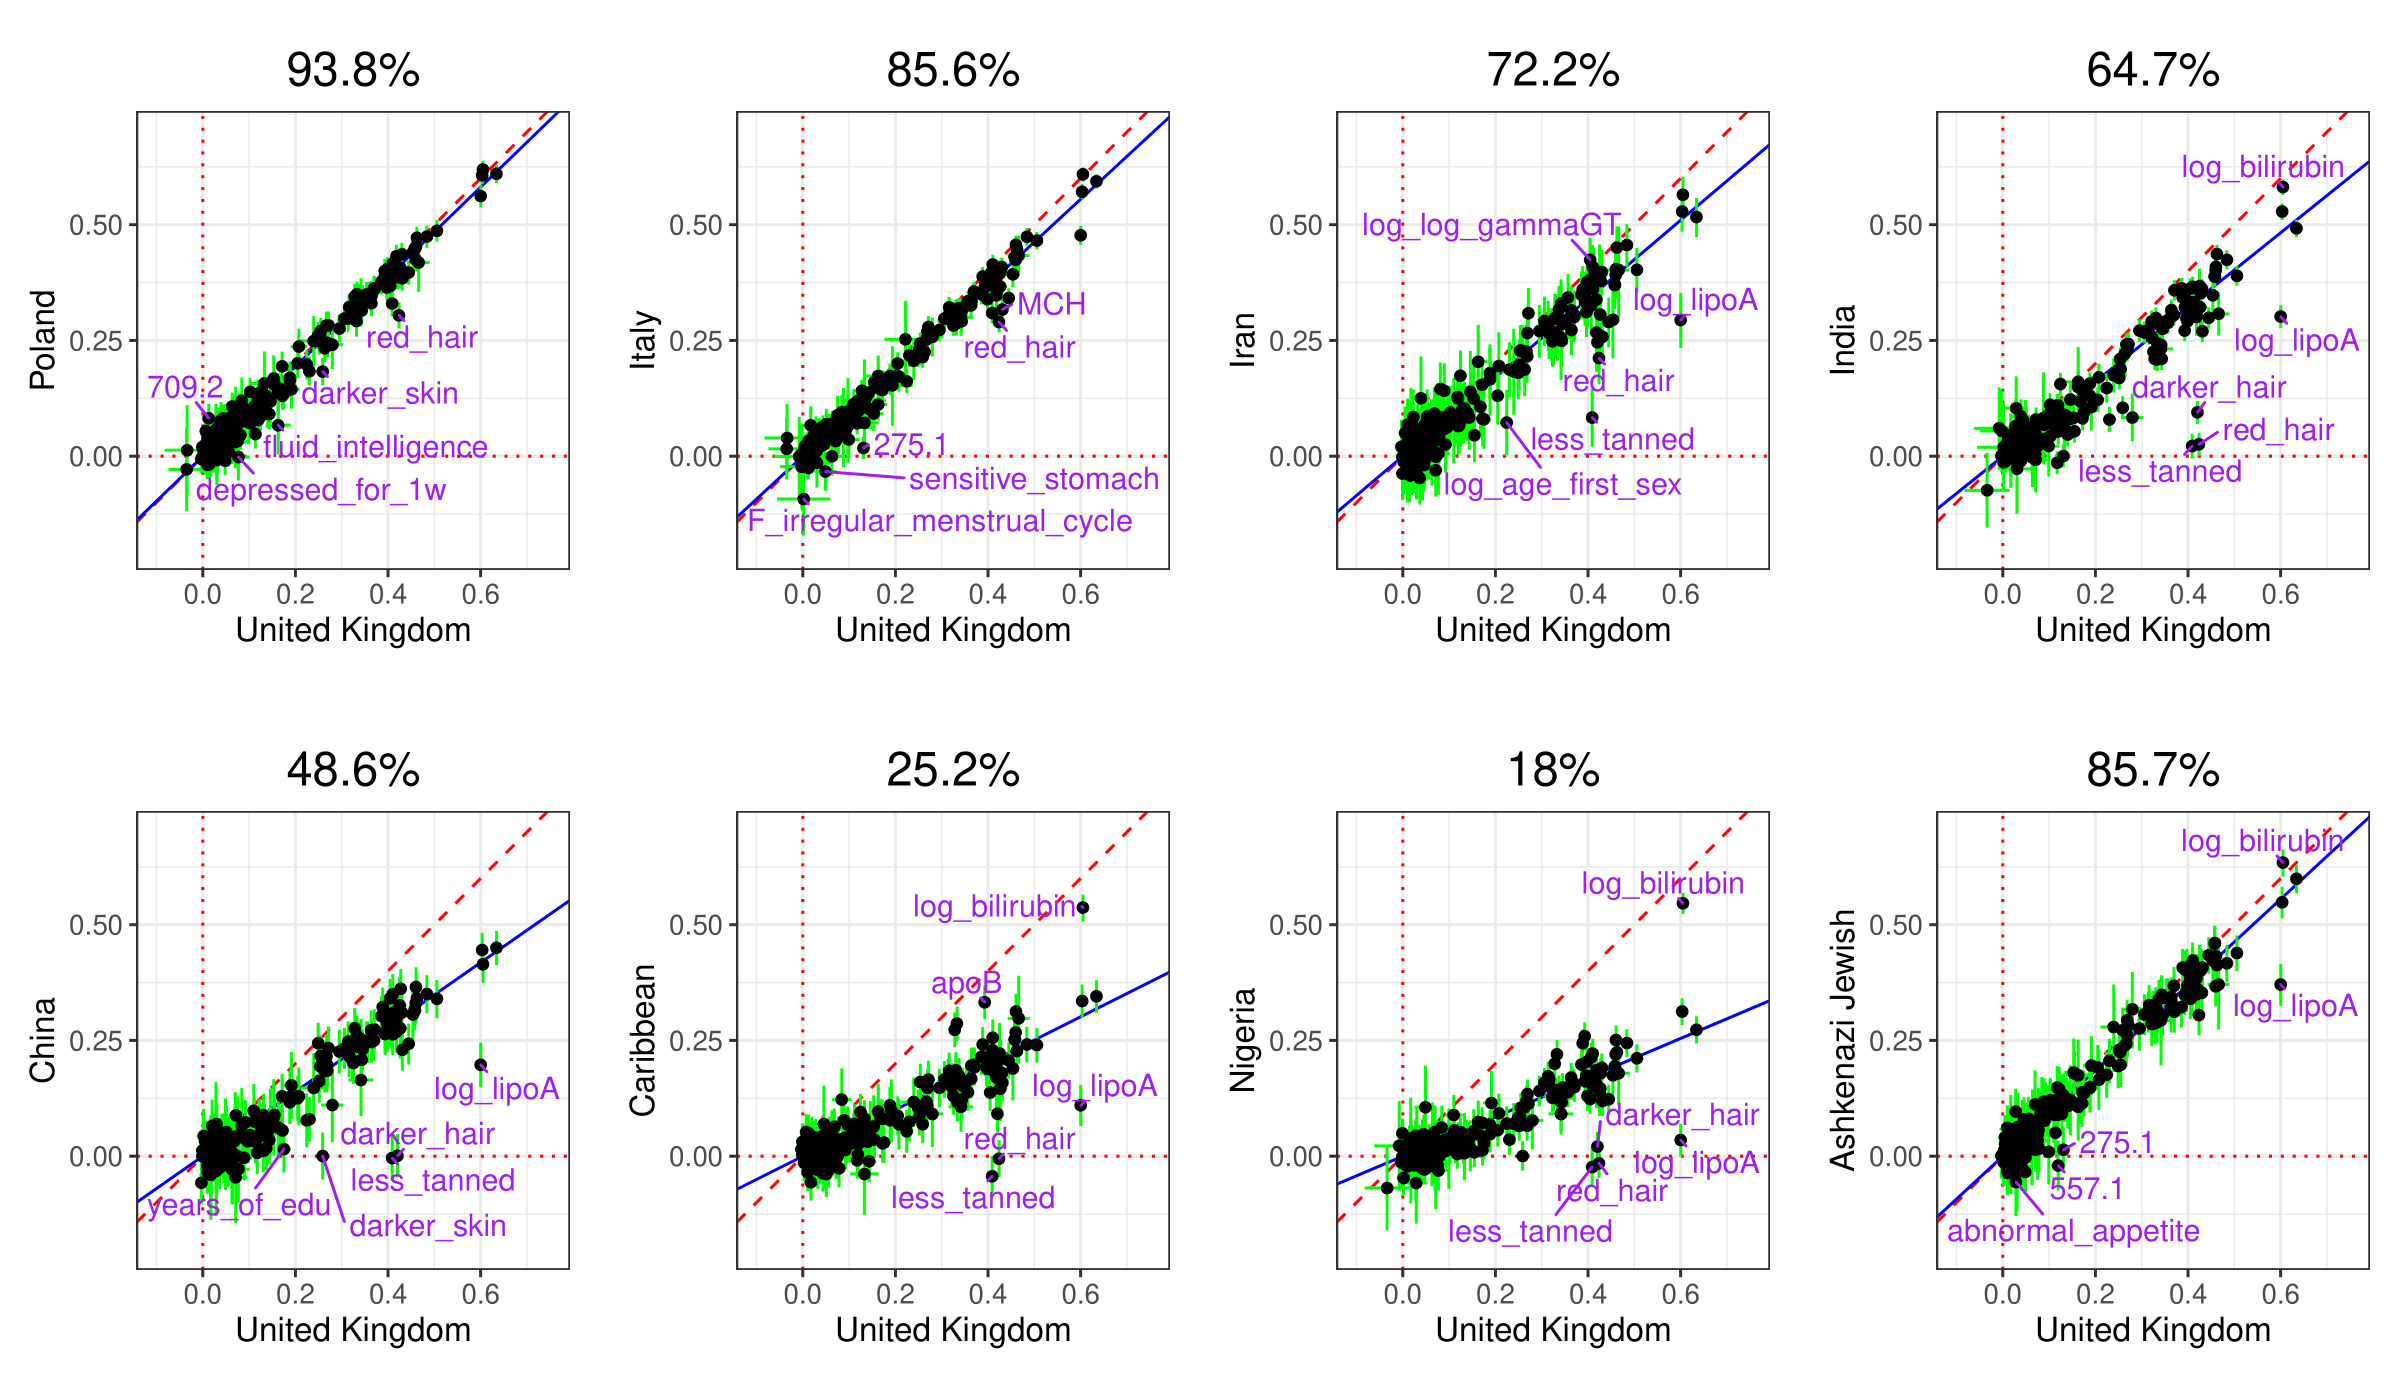 93.8%
Poland
0.50
0.25
0.00
709.2
red_hair
darker_skin
fluid_intelligence
depressed_for_1w
0.0 0.2 0.4 0.6
United Kingdom
85.6%
Italy
0.50
0.25
0.00
MCH
red_hair
275.1
sensitive_stomach
F_irregular_menstrual_cycle
0.0 0.2 0.4 0.6
United Kingdom
72.2%
Iran
0.50
0.25
0.00
log_log_gammaGT
log_lipoA
red_hair
less_tanned
log_age_first_sex
0.0 0.2 0.4 0.6
United Kingdom
64.7%
India
0.50
0.25
0.00
log_bilirubin
log_lipoA
darker_hair
red_hair
less_tanned
0.0 0.2 0.4 0.6
United Kingdom
48.6%
China
0.50
0.25
0.00
log_lipoA
darker_hair
less_tanned
years_of_edu
darker_skin
0.0 0.2 0.4 0.6
United Kingdom
25.2%
Caribbean
0.50
0.25
0.00
log_bilirubin
apoB
log_lipoA
red_hair
less_tanned
0.0 0.2 0.4 0.6
United Kingdom
18%
Nigeria
0.50
0.25
0.00
log_bilirubin
darker_hair
log_lipoA
red_hair
less_tanned
0.0 0.2 0.4 0.6
United Kingdom
85.7%
Ashkenazi Jewish
0.50
0.25
0.00
log_bilirubin
log_lipoA
275.1
557.1
abnormal_appetite
0.0 0.2 0.4 0.6
United Kingdom